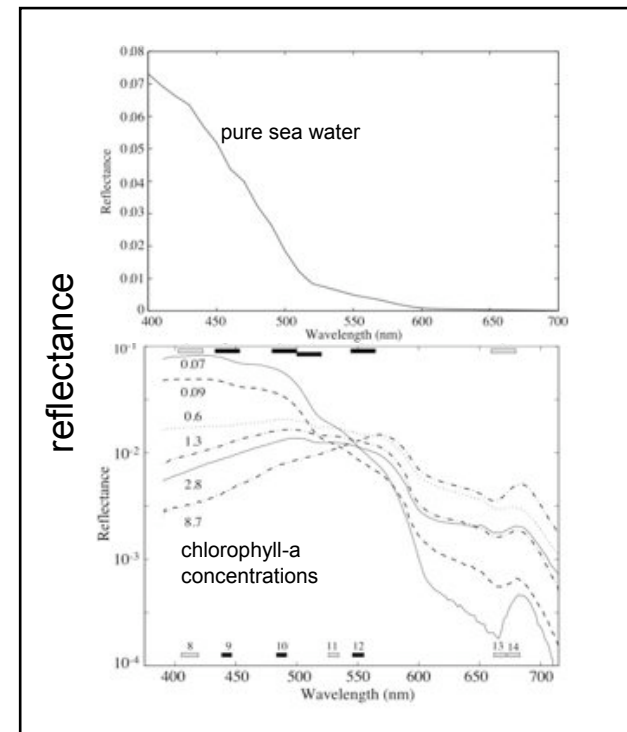 reflectance
0.08
0.07
0.06
0.05
0.04
0.03
0.02
0.01
0
Reflectance
pure sea water
400 450 500 550 600 650 700
Wavelength (nm)
10-1
10-2
10-3
10-4
Reflectance
0.07
0.09
0.6
1.3
2.8
8.7
chlorophyll-a
concentrations
8 9 10 11 12 13 14
400 450 500 550 600 650 700
Wavelength (nm)